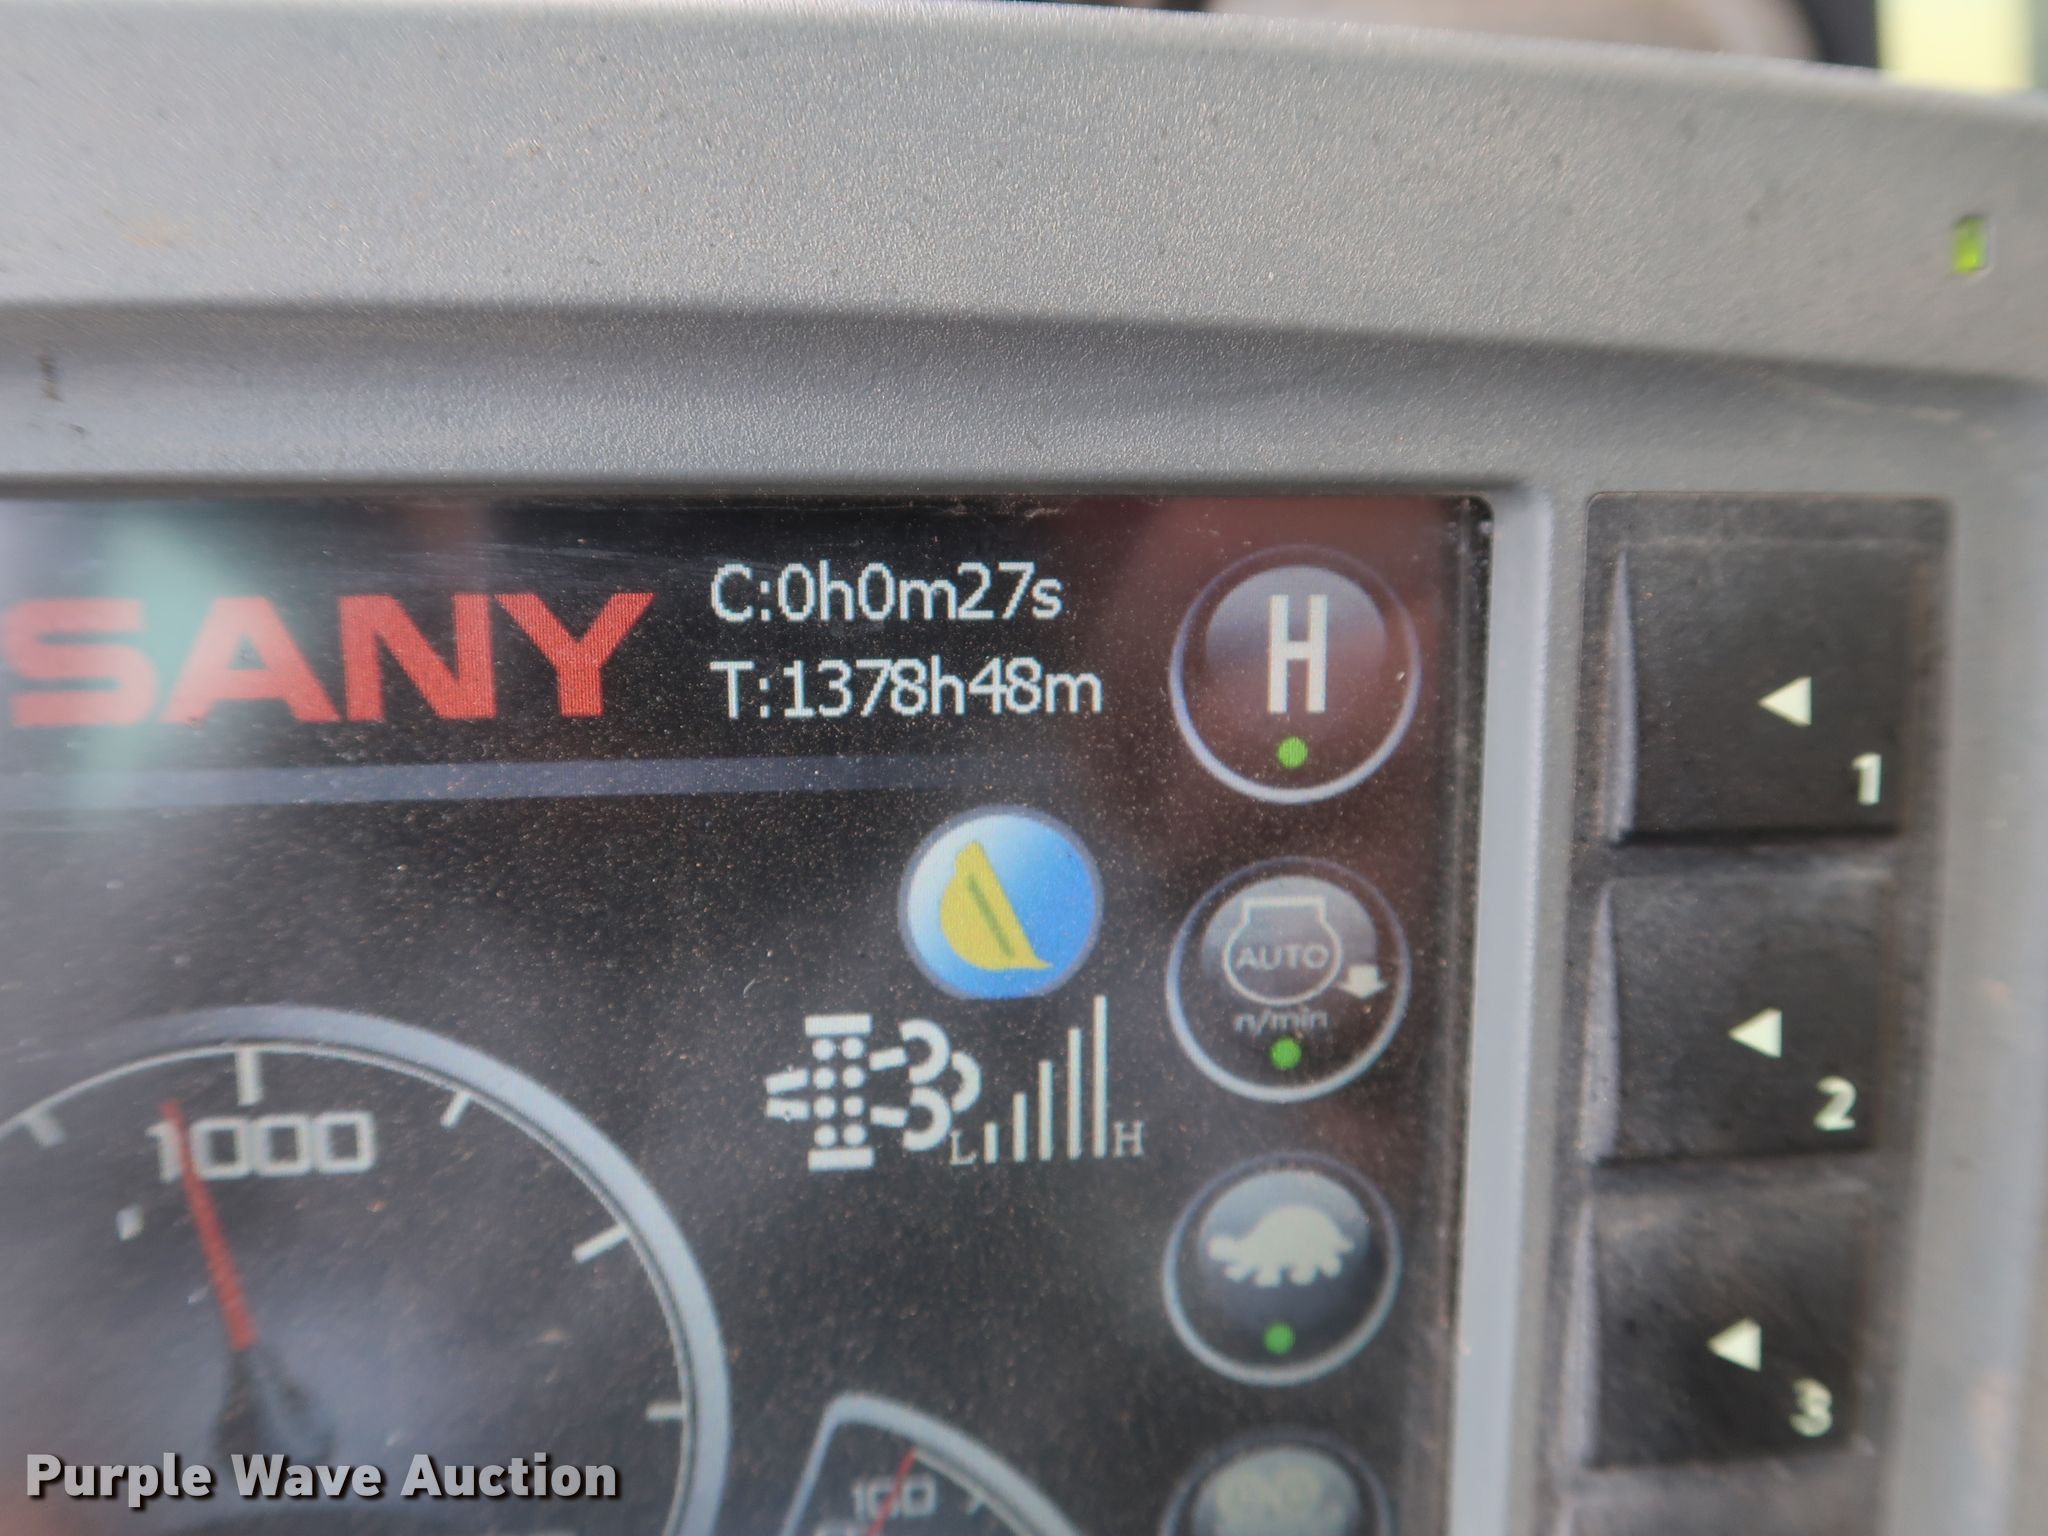 SANY
C:0h0m27s
T:1378h48m
H
1
AUTO
n/min
2
1000
L
H
3
100
Purple Wave Auction